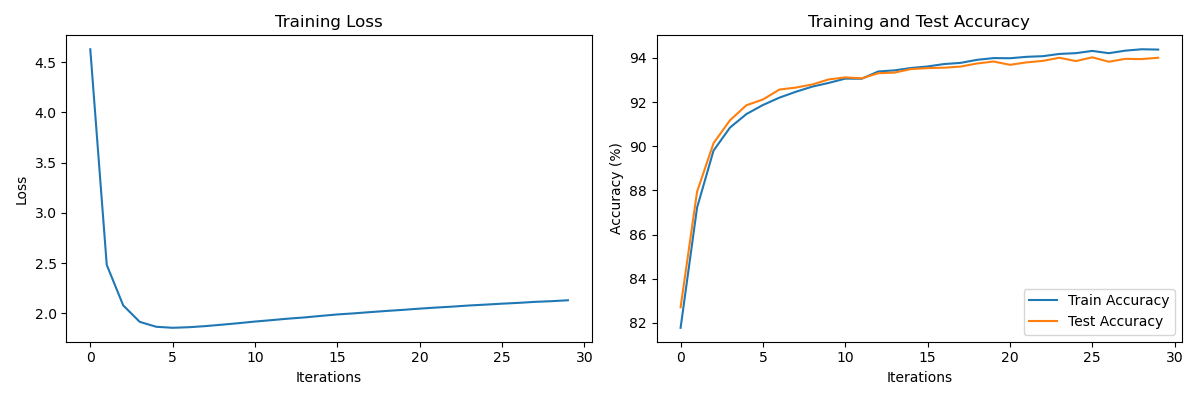 Training Loss
Loss
4.5
4.0
3.5
3.0
2.5
2.0
0 5 10 15 20 25 30
Iterations
Training and Test Accuracy
Accuracy (%)
94
92
90
88
86
84
82
0 5 10 15 20 25 30
Iterations
Train Accuracy
Test Accuracy